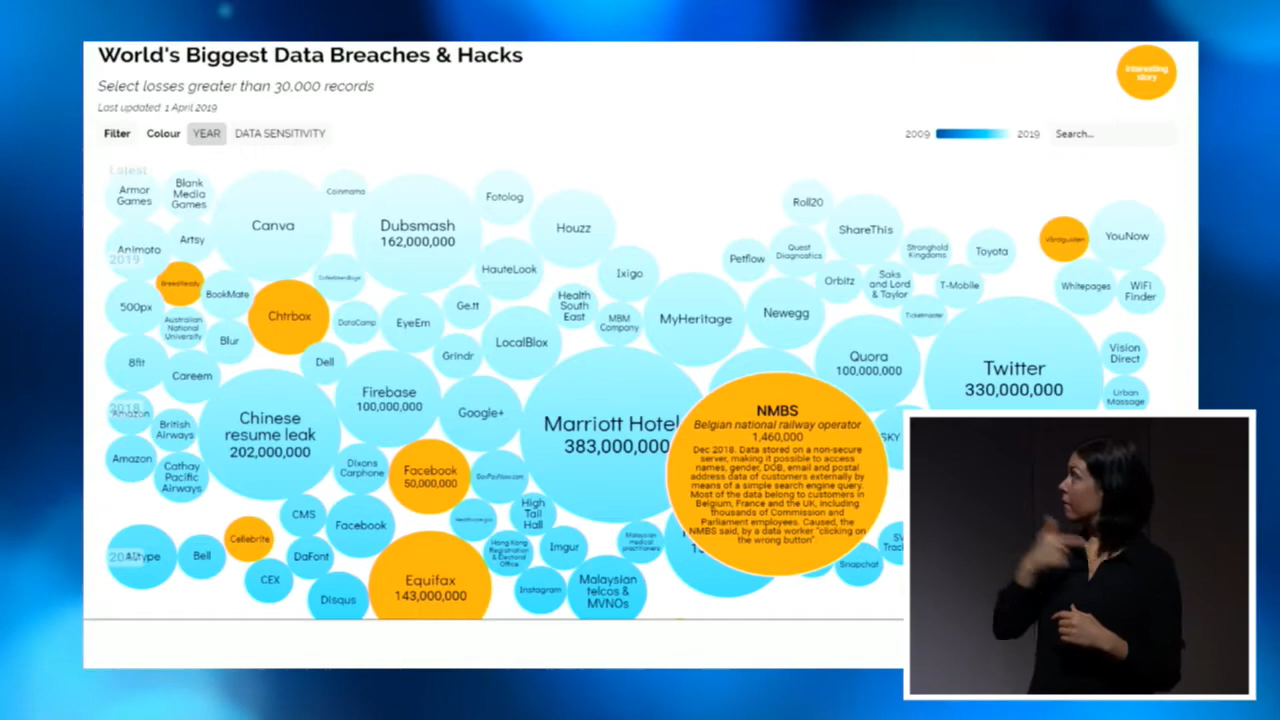 World's Biggest Data Breaches & Hacks
interesting
story
Select losses greater than 30,000 records
Last updated: 1 April 2019
Filter
Colour
YEAR
DATA SENSITIVITY
2009
2019
Search...
Latest
Armor
Games
Blank
Media
Games
Canva
Coinmama
Dubsmash
162,000,000
Fotolog
Houzz
Roll20
ShareThis
YouNow
Animoto
2019
Artsy
HauteLook
Ixigo
Petflow
Quest
Diagnostics
Stronghold
Kingdoms
Toyota
BreedReady
BookMate
Orbitz
Saks
and Lord
& Taylor
T-Mobile
Whitepages
WiFi
Finder
500px
Australian
National
University
Chtrbox
DataCamp
EyeEm
Ge.tt
Health
South
East
MBM
Company
MyHeritage
Newegg
Ticketmaster
Blur
8fit
Careem
Dell
Grindr
LocalBlox
Quora
100,000,000
Twitter
330,000,000
Vision
Direct
Urban
Massage
Firebase
100,000,000
Google+
2018
Amazon
British
Airways
Chinese
resume leak
202,000,000
Marriott Hotel
383,000,000
NMBS
Belgian national railway operator
1,460,000
Dec 2018. Data stored on a non-secure
server, making it possible to access
names, gender, DOB, email and postal
address data of customers externally by
means of a simple search engine query.
Most of the data belong to customers in
Belgium, France and the UK, including
thousands of Commission and
Parliament employees. Caused, the
NMBS said, by a data worker "clicking on
the wrong button".
SKY
Amazon
Cathay
Pacific
Airways
Dixons
Carphone
Facebook
50,000,000
GovPayNow.com
CMS
Facebook
Healthcare.gov
High
Tail
Hall
Cellebrite
Hong Kong
Registration
& Electoral
Office
Imgur
Malaysian
medical
practitioners
Bell
DaFont
CEX
Disqus
Equifax
143,000,000
Instagram
Malaysian
telcos &
MVNOs
Snapchat